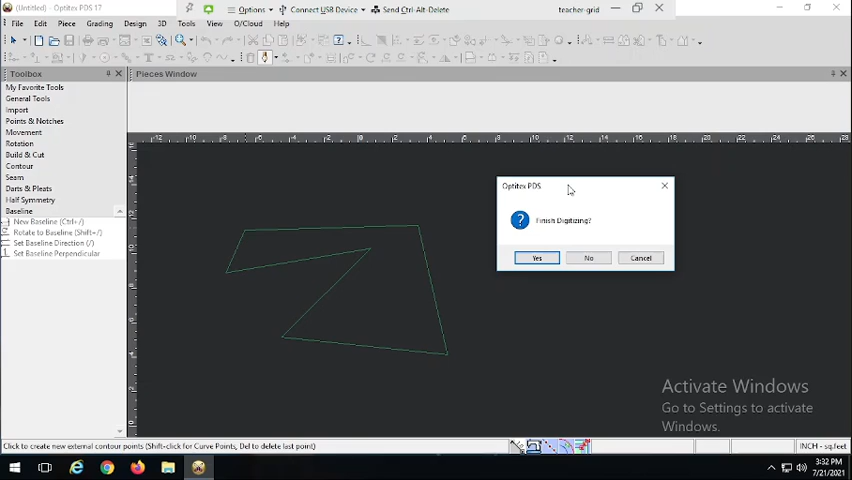 (Untitled) - Optitex PDS 17
Options
Connect USB Device
Send Ctrl-Alt-Delete
teacher-grid
File Edit Piece Grading Design 3D Tools View O/Cloud Help
Toolbox
Pieces Window
My Favorite Tools
General Tools
Import
Points & Notches
Movement
Rotation
Build & Cut
Contour
Seam
Darts & Pleats
Half Symmetry
Baseline
New Baseline (Ctrl+/)
Rotate to Baseline (Shift+/)
Set Baseline Direction (/)
Set Baseline Perpendicular
Optitex PDS
Finish Digitizing?
Yes No Cancel
Activate Windows
Go to Settings to activate
Windows.
Click to create new external contour points (Shift-click for Curve Points, Del to delete last point)
INCH - sq.feet
3:32 PM
7/21/2021